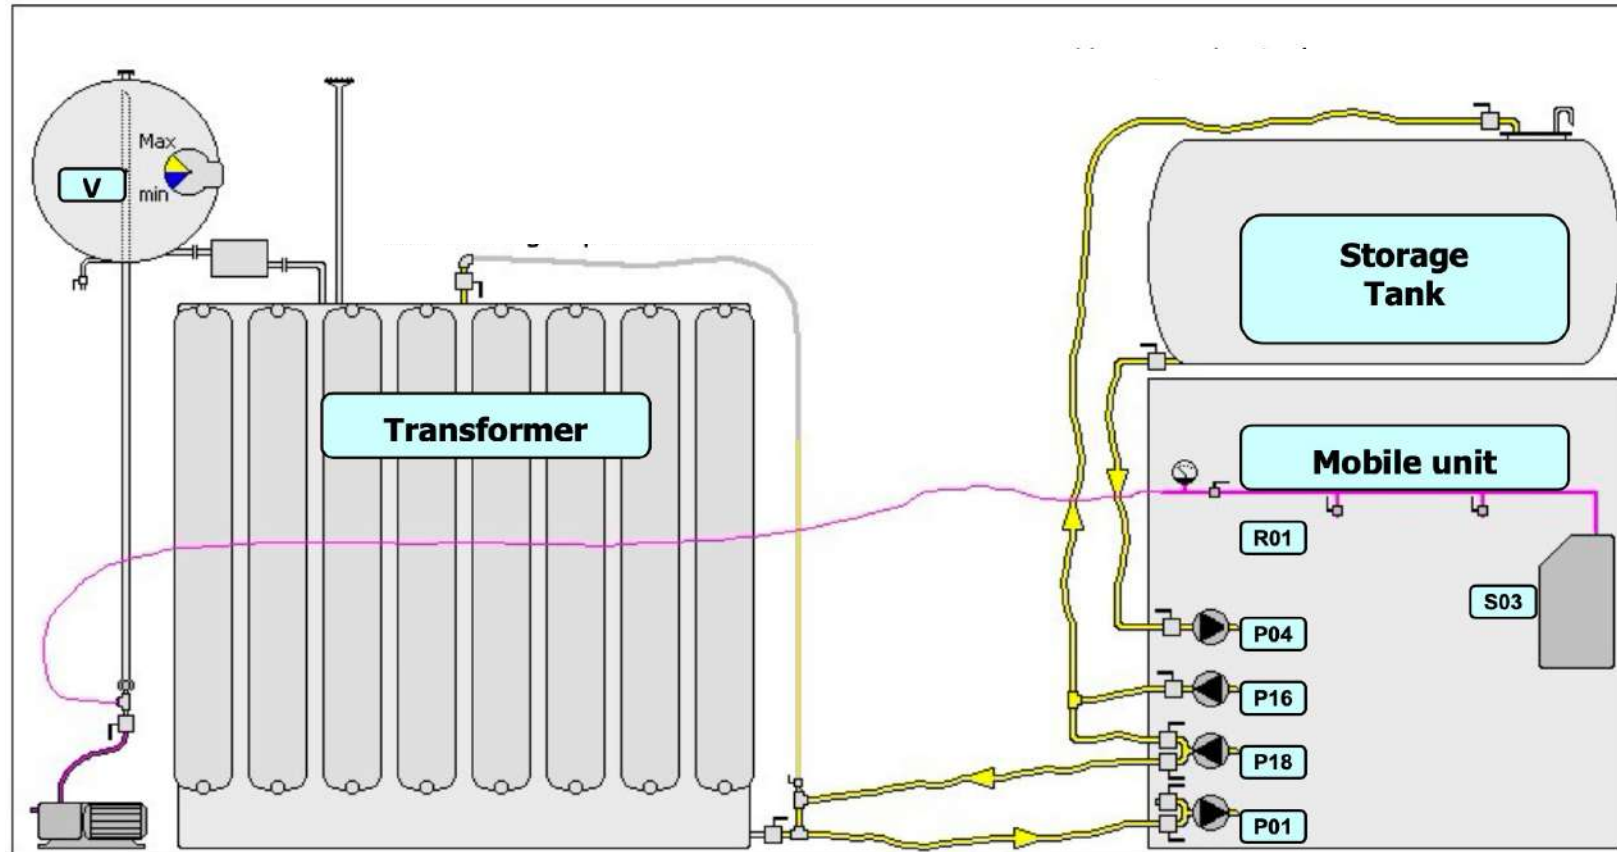 Max
V
min
Storage
Tank
Transformer
Mobile unit
R01
S03
P04
P16
P18
P01